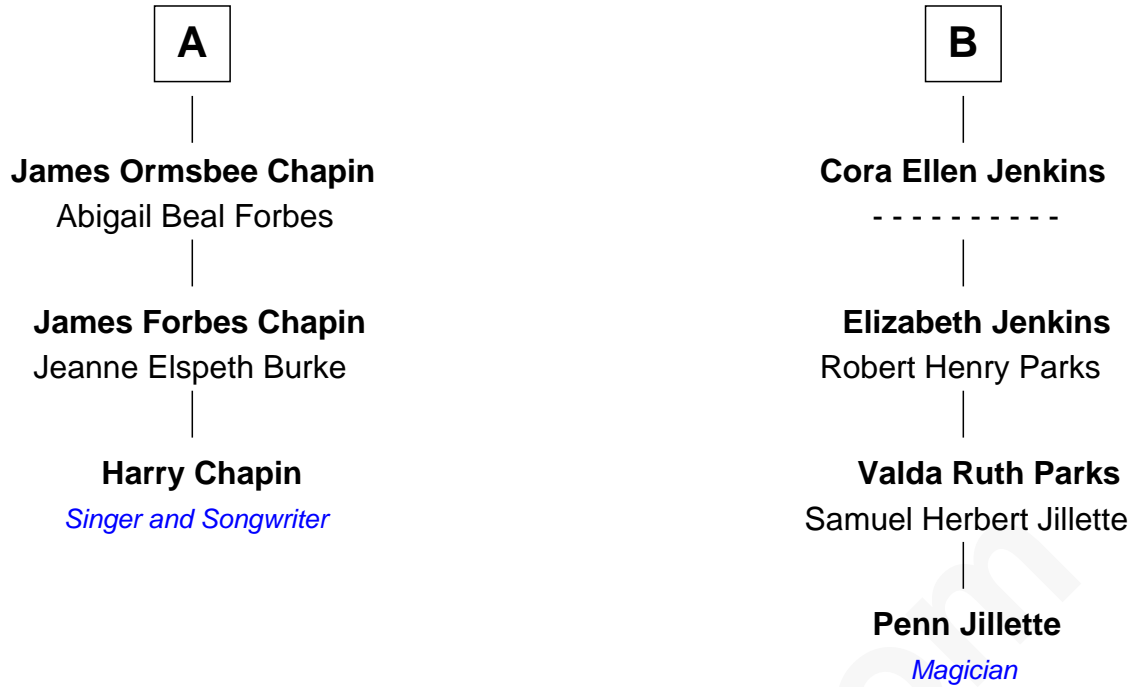 A
James Ormsbee Chapin
Abigail Beal Forbes
James Forbes Chapin
Jeanne Elspeth Burke
Harry Chapin
Singer and Songwriter
B
Cora Ellen Jenkins
- - - - - - - - - -
Elizabeth Jenkins
Robert Henry Parks
Valda Ruth Parks
Samuel Herbert Jillette
Penn Jillette
Magician